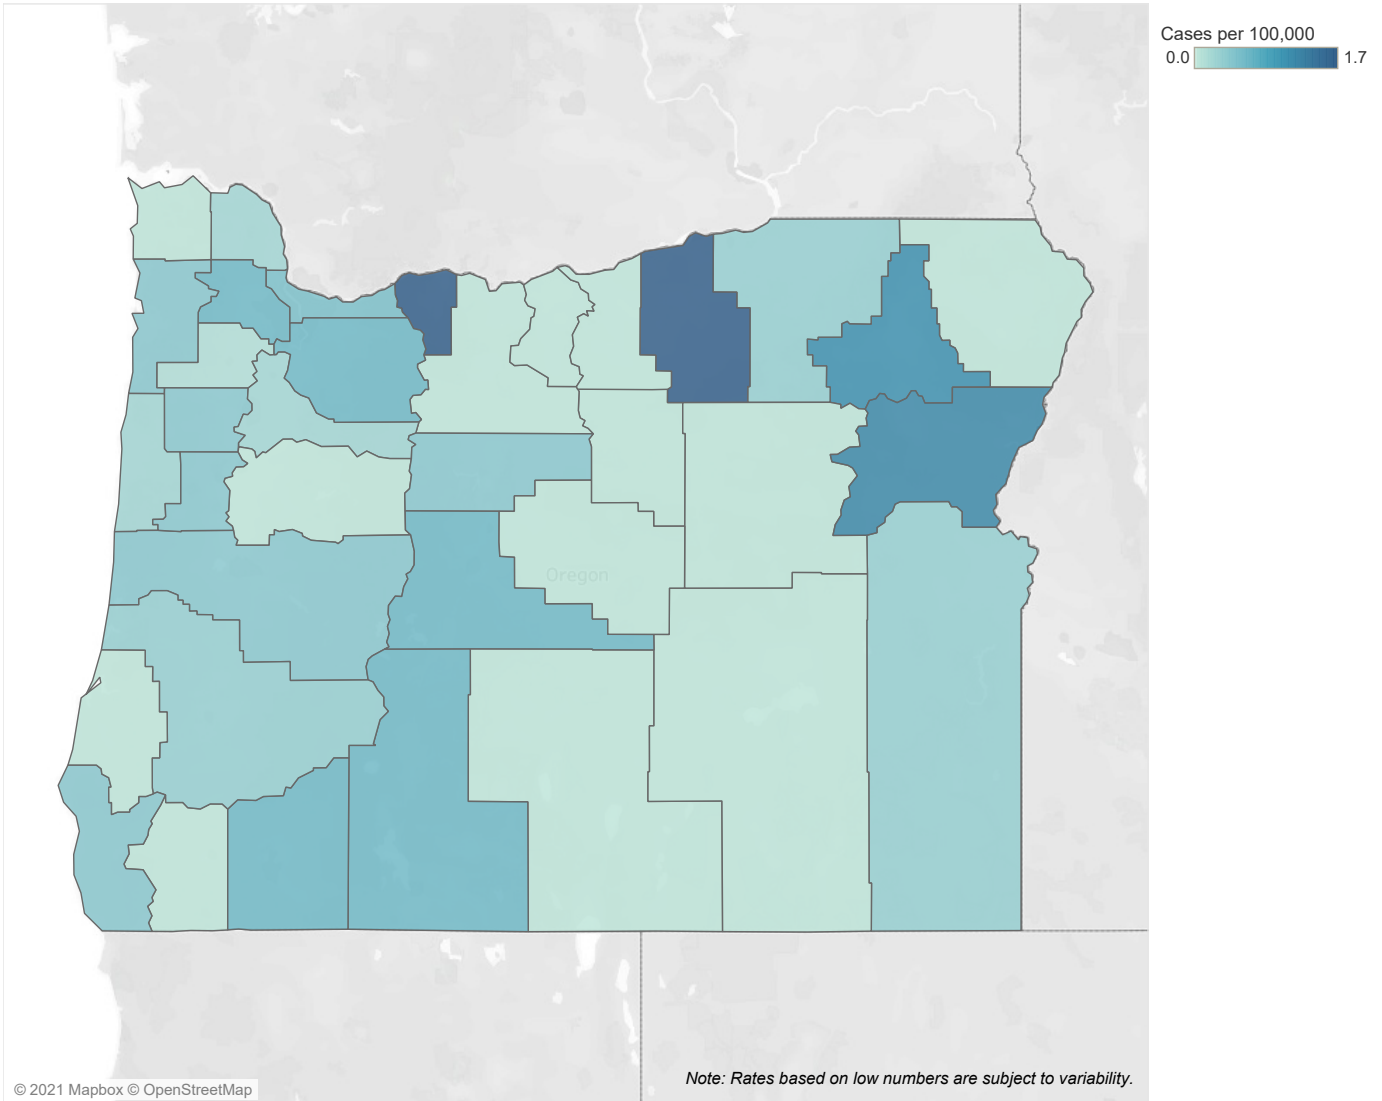 Cases per 100,000
0.0 1.7
Oregon
Note: Rates based on low numbers are subject to variability.
© 2021 Mapbox © OpenStreetMap